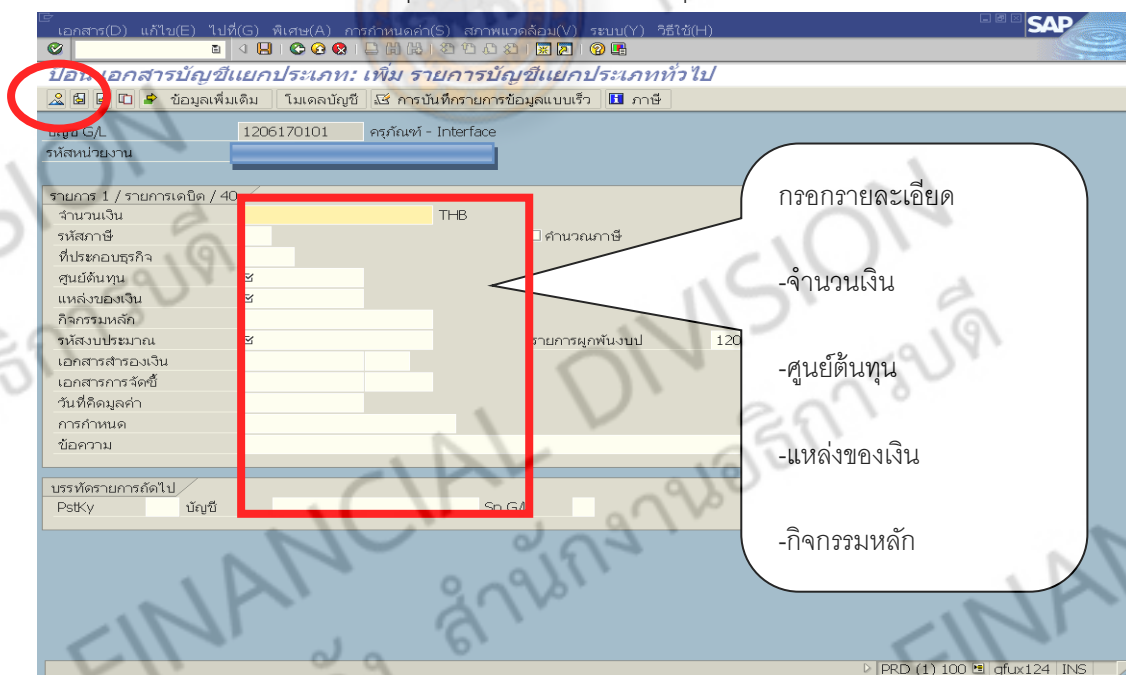 เอกสาร(D) แก้ไข(E) ไปที่(G) พิเศษ(A) การกำหนดค่า(S) สภาพแวดล้อม(V) ระบบ(Y) วิธีใช้(H)
SAP
ป้อน เอกสารบัญชีแยกประเภท: เพิ่ม รายการบัญชีแยกประเภททั่วไป
ข้อมูลเพิ่มเติม โมเดลบัญชี การบันทึกรายการข้อมูลแบบเร็ว ภาษี
บัญชี G/L 1206170101 ครุภัณฑ์ - Interface
รหัสหน่วยงาน
รายการ 1 / รายการเดบิต / 40
จำนวนเงิน THB
รหัสภาษี คำนวณภาษี
ที่ประกอบธุรกิจ
ศูนย์ต้นทุน
แหล่งของเงิน
กิจกรรมหลัก
รหัสงบประมาณ รายการผูกพันงบป 120
เอกสารสำรองเงิน
เอกสารการจัดซื้
วันที่คิดมูลค่า
การกำหนด
ข้อความ
บรรทัดรายการถัดไป
PstKy บัญชี Sp G/
กรอกรายละเอียด
-จำนวนเงิน
-ศูนย์ต้นทุน
-แหล่งของเงิน
-กิจกรรมหลัก
PRD (1) 100 gfux124 INS
FINANCIAL DIVISION
สำนักงานอธิการบดี